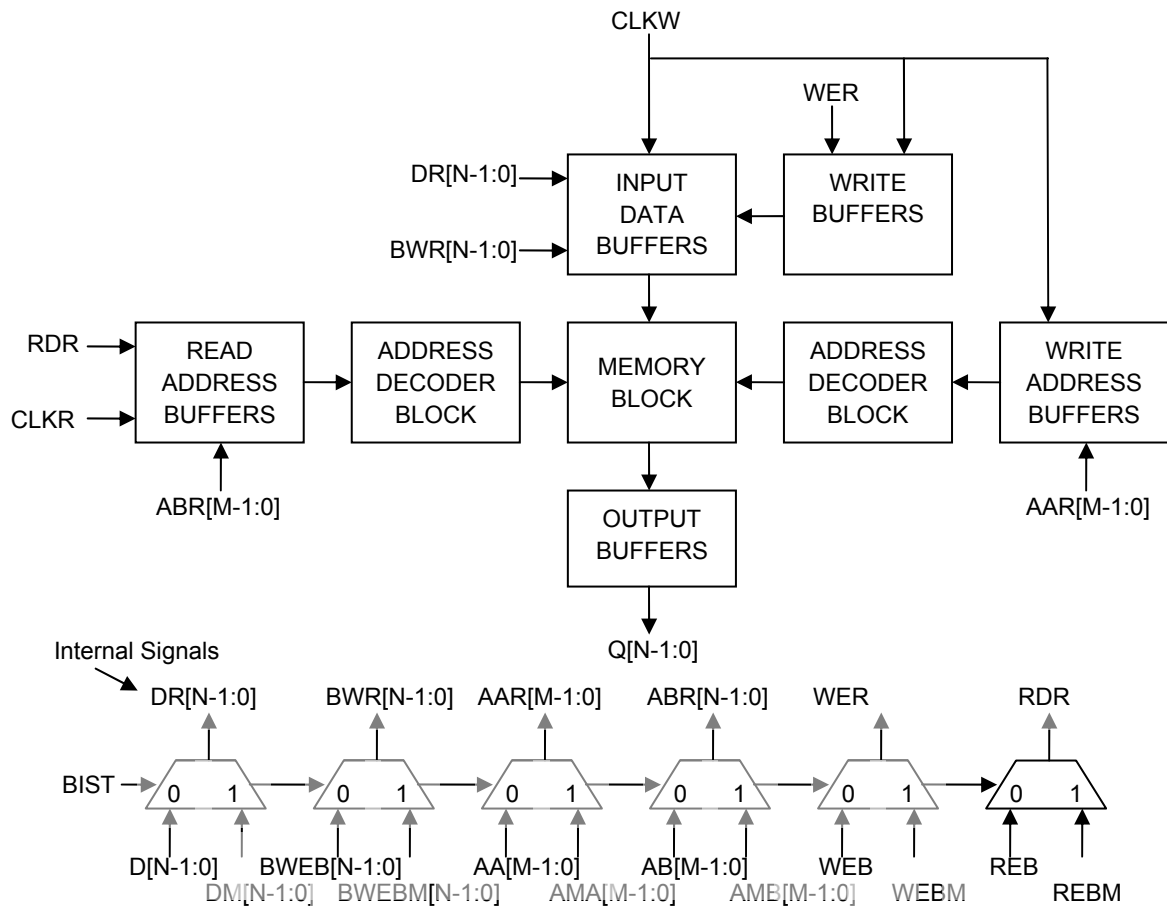 CLKW
WER
DR[N-1:0]
INPUT
DATA
BUFFERS
WRITE
BUFFERS
BWR[N-1:0]
RDR
CLKR
READ
ADDRESS
BUFFERS
ADDRESS
DECODER
BLOCK
MEMORY
BLOCK
ADDRESS
DECODER
BLOCK
WRITE
ADDRESS
BUFFERS
ABR[M-1:0]
AAR[M-1:0]
OUTPUT
BUFFERS
Q[N-1:0]
Internal Signals
DR[N-1:0] BWR[N-1:0] AAR[M-1:0] ABR[N-1:0] WER RDR
BIST 0 1 0 1 0 1 0 1 0 1 0 1
D[N-1:0] BWEB[N-1:0] AA[M-1:0] AB[M-1:0] WEB REB
DM[N-1:0] BWEBM[N-1:0] AMA[M-1:0] AMB[M-1:0] WEBM REBM